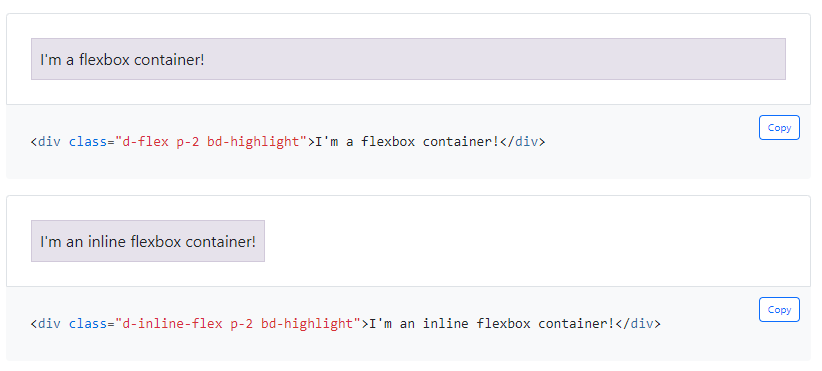 I'm a flexbox container!
Copy
<div class="d-flex p-2 bd-highlight">I'm a flexbox container!</div>
I'm an inline flexbox container!
Copy
<div class="d-inline-flex p-2 bd-highlight">I'm an inline flexbox container!</div>